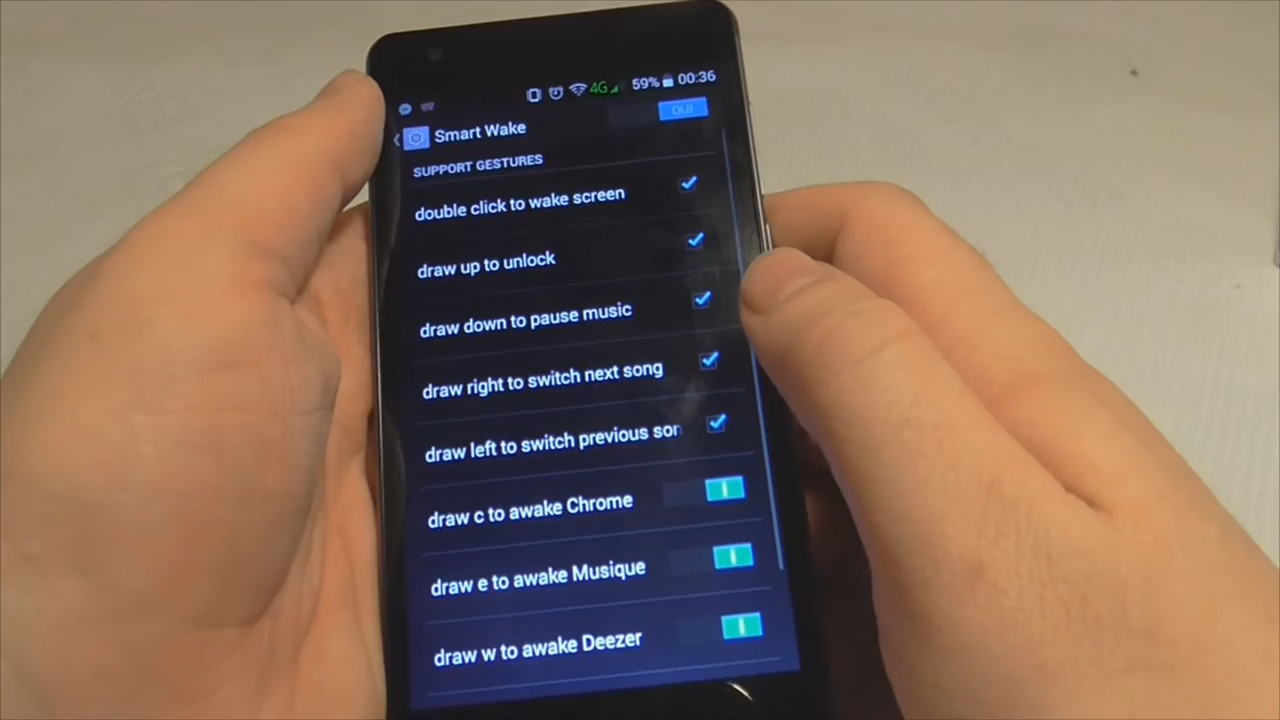 4G 59% 00:36
Smart Wake OUI
SUPPORT GESTURES
double click to wake screen
draw up to unlock
draw down to pause music
draw right to switch next song
draw left to switch previous son
draw c to awake Chrome
draw e to awake Musique
draw w to awake Deezer